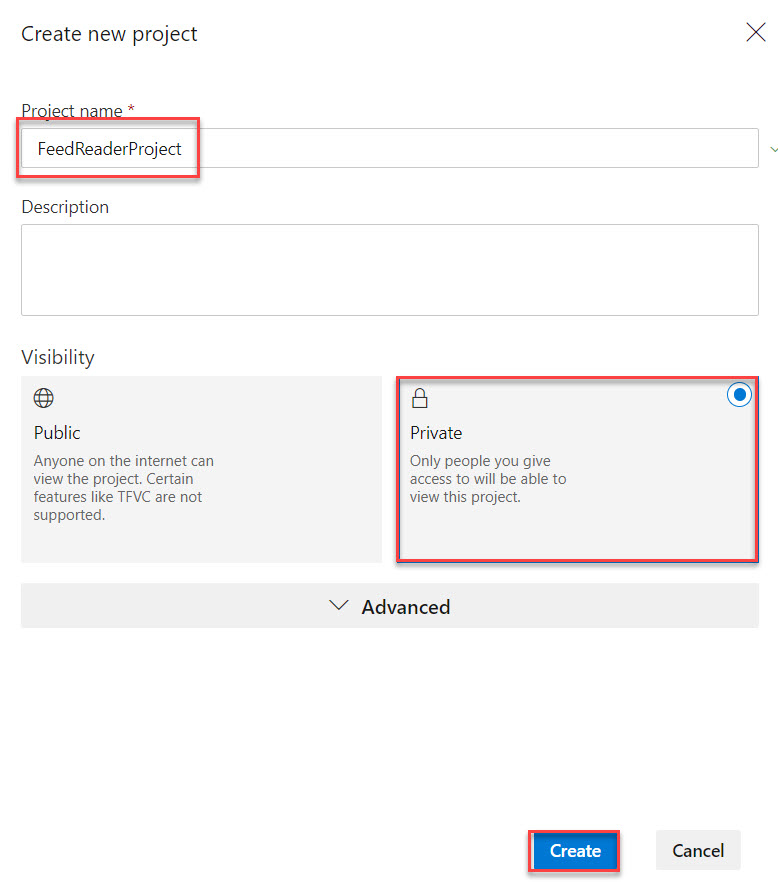 Create new project
Project name *
FeedReaderProject
Description
Visibility
Public
Anyone on the internet can
view the project. Certain
features like TFVC are not
supported.
Private
Only people you give
access to will be able to
view this project.
Advanced
Create
Cancel